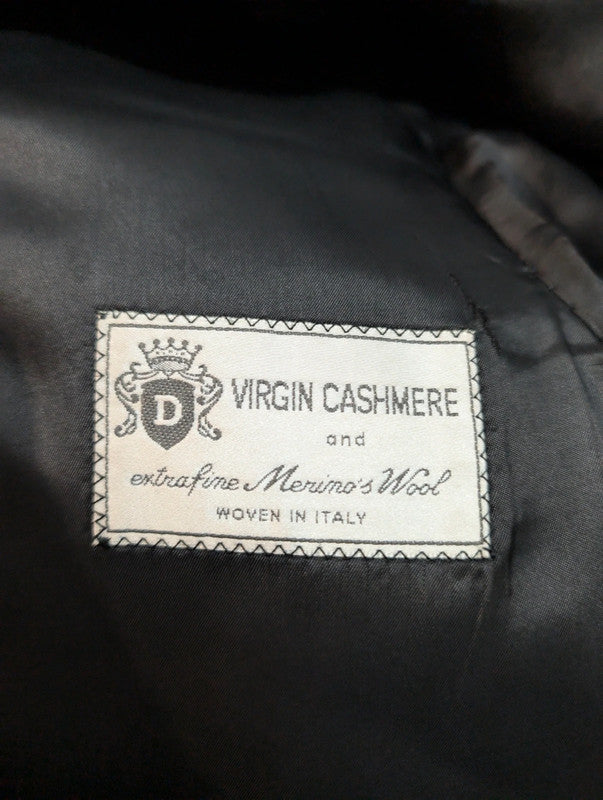 D
VIRGIN CASHMERE
and
extrafine Merino's Wool
WOVEN IN ITALY